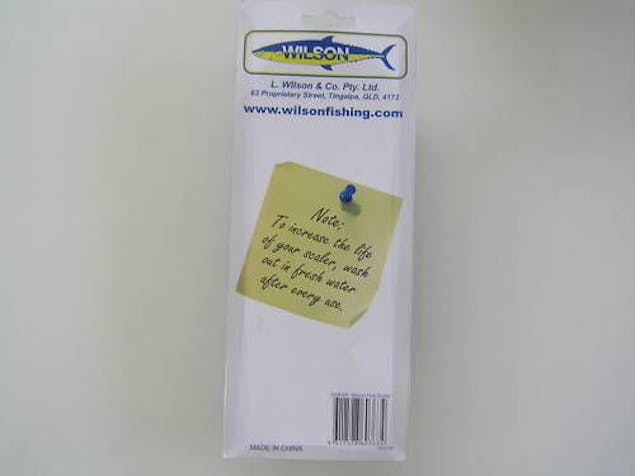 WILSON
L. Wilson & Co. Pty. Ltd.
63 Proprietary Street, Tingalpa, QLD, 4173
www.wilsonfishing.com
Note;
To increase the life
of your scaler, wash
out in fresh water
after every use.
MADE IN CHINA